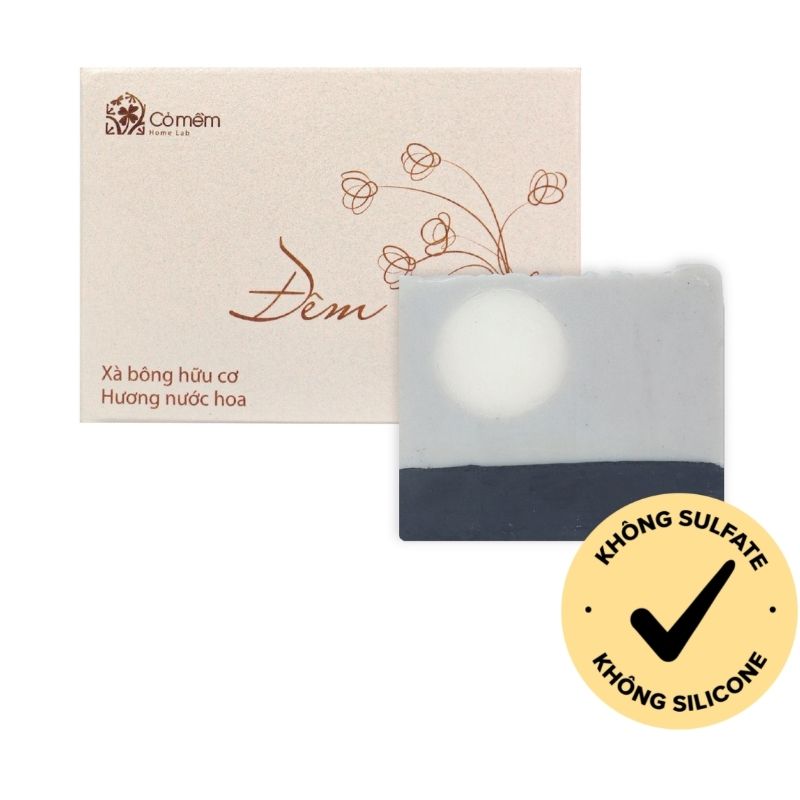 Cỏ mềm
Home Lab
Đêm
Xà bông hữu cơ
Hương nước hoa
KHÔNG SULFATE
KHÔNG SILICONE